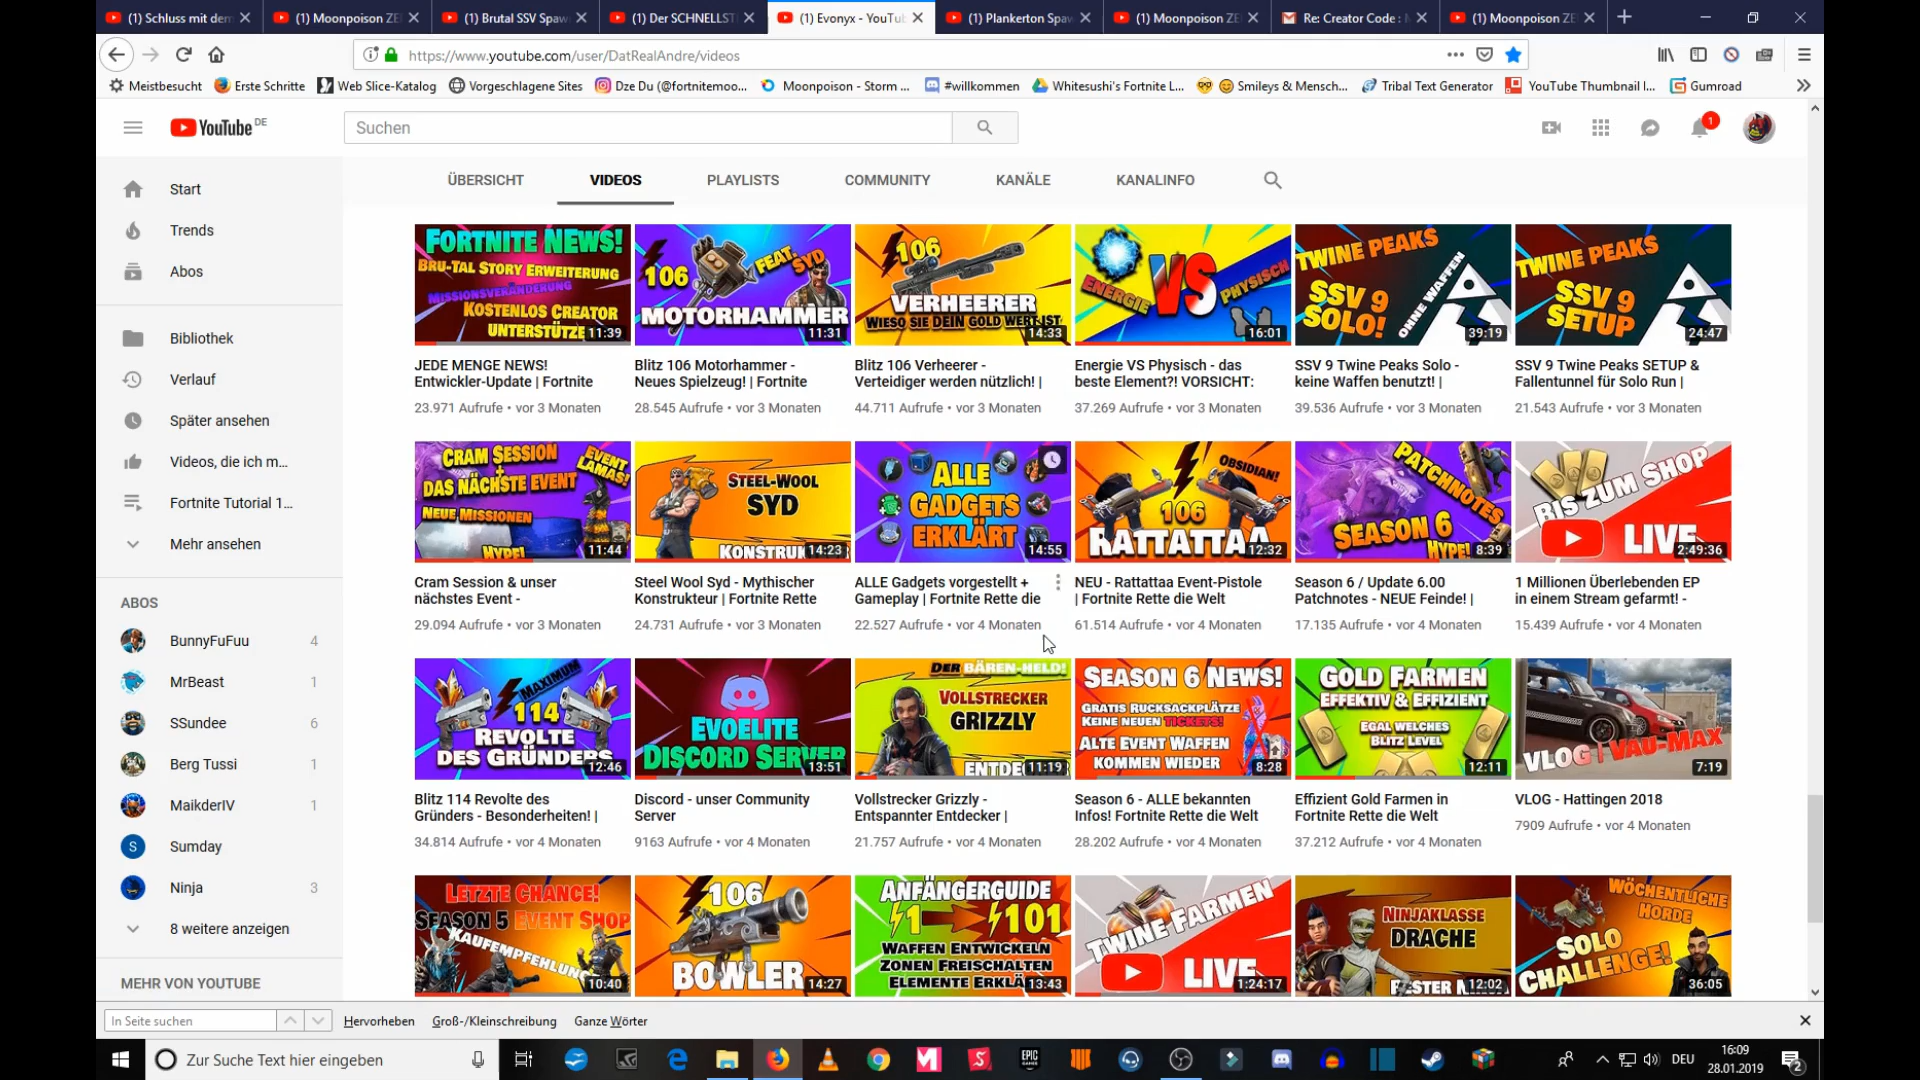 (1) Schluss mit dem
(1) Moonpoison ZE
(1) Brutal SSV Spaw
(1) Der SCHNELLST
(1) Evonyx - YouTu
(1) Plankerton Spaw
(1) Moonpoison ZE
Re: Creator Code :
(1) Moonpoison ZE
https://www.youtube.com/user/DatRealAndre/videos
Meistbesucht
Erste Schritte
Web Slice-Katalog
Vorgeschlagene Sites
Dze Du (@fortnitemoo...
Moonpoison - Storm ...
#willkommen
Whitesushi's Fortnite L...
Smileys & Mensch...
Tribal Text Generator
YouTube Thumbnail I...
Gumroad
YouTube DE
Suchen
1
ÜBERSICHT
VIDEOS
PLAYLISTS
COMMUNITY
KANÄLE
KANALINFO
Start
Trends
Abos
Bibliothek
Verlauf
Später ansehen
Videos, die ich m...
Fortnite Tutorial 1...
Mehr ansehen
ABOS
BunnyFuFuu 4
MrBeast 1
SSundee 6
Berg Tussi 1
MaikderIV 1
S Sumday
Ninja 3
8 weitere anzeigen
MEHR VON YOUTUBE
FORTNITE NEWS!
BRU-TAL STORY ERWEITERUNG
MISSIONSVERÄNDERUNG
KOSTENLOS CREATOR
UNTERSTÜTZE
11:39
JEDE MENGE NEWS!
Entwickler-Update | Fortnite
23.971 Aufrufe • vor 3 Monaten
106
FEAT. SYD
MOTORHAMMER
11:31
Blitz 106 Motorhammer -
Neues Spielzeug! | Fortnite
28.545 Aufrufe • vor 3 Monaten
106
VERHEERER
WIESO SIE DEIN GOLD WERT IST
14:33
Blitz 106 Verheerer -
Verteidiger werden nützlich! |
44.711 Aufrufe • vor 3 Monaten
ENERGIE
VS
PHYSISCH
16:01
Energie VS Physisch - das
beste Element?! VORSICHT:
37.269 Aufrufe • vor 3 Monaten
TWINE PEAKS
SSV 9
SOLO!
OHNE WAFFEN
39:19
SSV 9 Twine Peaks Solo -
keine Waffen benutzt! |
39.536 Aufrufe • vor 3 Monaten
TWINE PEAKS
SSV 9
SETUP
24:47
SSV 9 Twine Peaks SETUP &
Fallentunnel für Solo Run |
21.543 Aufrufe • vor 3 Monaten
CRAM SESSION
+
DAS NÄCHSTE EVENT
EVENT
LAMAS!
NEUE MISSIONEN
HYPE!
11:44
Cram Session & unser
nächstes Event -
29.094 Aufrufe • vor 3 Monaten
STEEL-WOOL
SYD
KONSTRUK
14:23
Steel Wool Syd - Mythischer
Konstrukteur | Fortnite Rette
24.731 Aufrufe • vor 3 Monaten
ALLE
GADGETS
ERKLÄRT
14:55
ALLE Gadgets vorgestellt +
Gameplay | Fortnite Rette die
22.527 Aufrufe • vor 4 Monaten
OBSIDIAN!
106
RATTATTAA
12:32
NEU - Rattattaa Event-Pistole
| Fortnite Rette die Welt
61.514 Aufrufe • vor 4 Monaten
PATCHNOTES
SEASON 6
HYPE!
8:39
Season 6 / Update 6.00
Patchnotes - NEUE Feinde! |
17.135 Aufrufe • vor 4 Monaten
BIS ZUM SHOP
LIVE
2:49:36
1 Millionen Überlebenden EP
in einem Stream gefarmt! -
15.439 Aufrufe • vor 4 Monaten
MAXIMUM
114
REVOLTE
DES GRÜNDERS
12:46
Blitz 114 Revolte des
Gründers - Besonderheiten! |
34.814 Aufrufe • vor 4 Monaten
EVOELITE
DISCORD SERVER
13:51
Discord - unser Community
Server
9163 Aufrufe • vor 4 Monaten
DER BÄREN-HELD!
VOLLSTRECKER
GRIZZLY
ENTDE
11:19
Vollstrecker Grizzly -
Entspannter Entdecker |
21.757 Aufrufe • vor 4 Monaten
SEASON 6 NEWS!
GRATIS RUCKSACKPLÄTZE
KEINE NEUEN TICKETS!
ALTE EVENT WAFFEN
KOMMEN WIEDER
8:28
Season 6 - ALLE bekannten
Infos! Fortnite Rette die Welt
28.202 Aufrufe • vor 4 Monaten
GOLD FARMEN
EFFEKTIV & EFFIZIENT
EGAL WELCHES
BLITZ LEVEL
12:11
Effizient Gold Farmen in
Fortnite Rette die Welt
37.212 Aufrufe • vor 4 Monaten
VLOG | VAU-MAX
7:19
VLOG - Hattingen 2018
7909 Aufrufe • vor 4 Monaten
LETZTE CHANCE!
SEASON 5 EVENT SHOP
KAUFEMPFEHLUNG
10:40
106
BOWLER
14:27
ANFÄNGERGUIDE
1 101
WAFFEN ENTWICKELN
ZONEN FREISCHALTEN
ELEMENTE ERKLÄ
13:43
TWINE FARMEN
LIVE
1:24:17
NINJAKLASSE
DRACHE
12:02
WÖCHENTLICHE
HORDE
SOLO
CHALLENGE!
36:05
In Seite suchen
Hervorheben
Groß-/Kleinschreibung
Ganze Wörter
Zur Suche Text hier eingeben
EPIC
DEU
16:09
28.01.2019
2